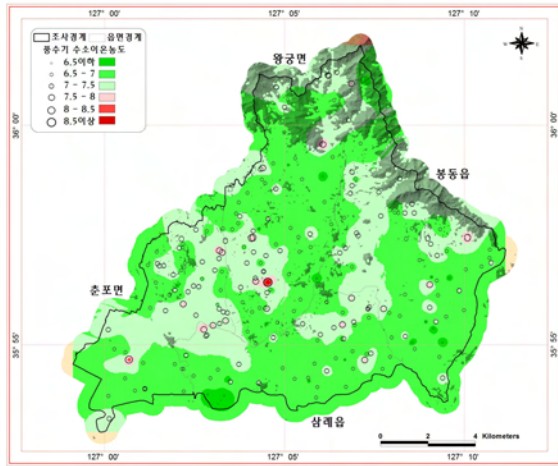 127° 00' 127° 05' 127° 10'
조사경계 읍면경계
풍수기 수소이온농도
6.5이하
6.5 - 7
7 - 7.5
7.5 - 8
8 - 8.5
8.5이상
왕궁면
36° 00' 36° 00'
봉동읍
춘포면
35° 55' 35° 55'
삼례읍
0 2 4 Kilometers
127° 00' 127° 05' 127° 10'